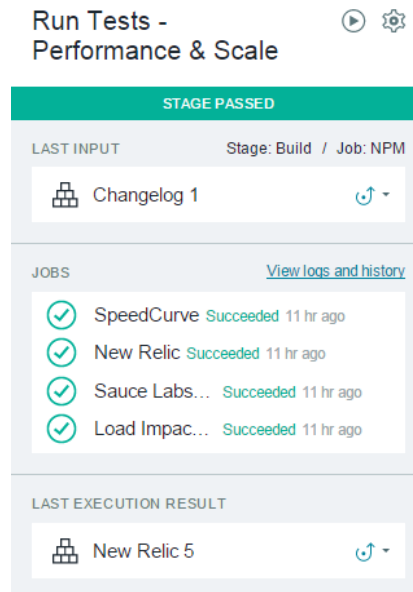 Run Tests -
Performance & Scale
STAGE PASSED
LAST INPUT Stage: Build / Job: NPM
Changelog 1
JOBS View logs and history
SpeedCurve Succeeded 11 hr ago
New Relic Succeeded 11 hr ago
Sauce Labs... Succeeded 11 hr ago
Load Impac... Succeeded 11 hr ago
LAST EXECUTION RESULT
New Relic 5